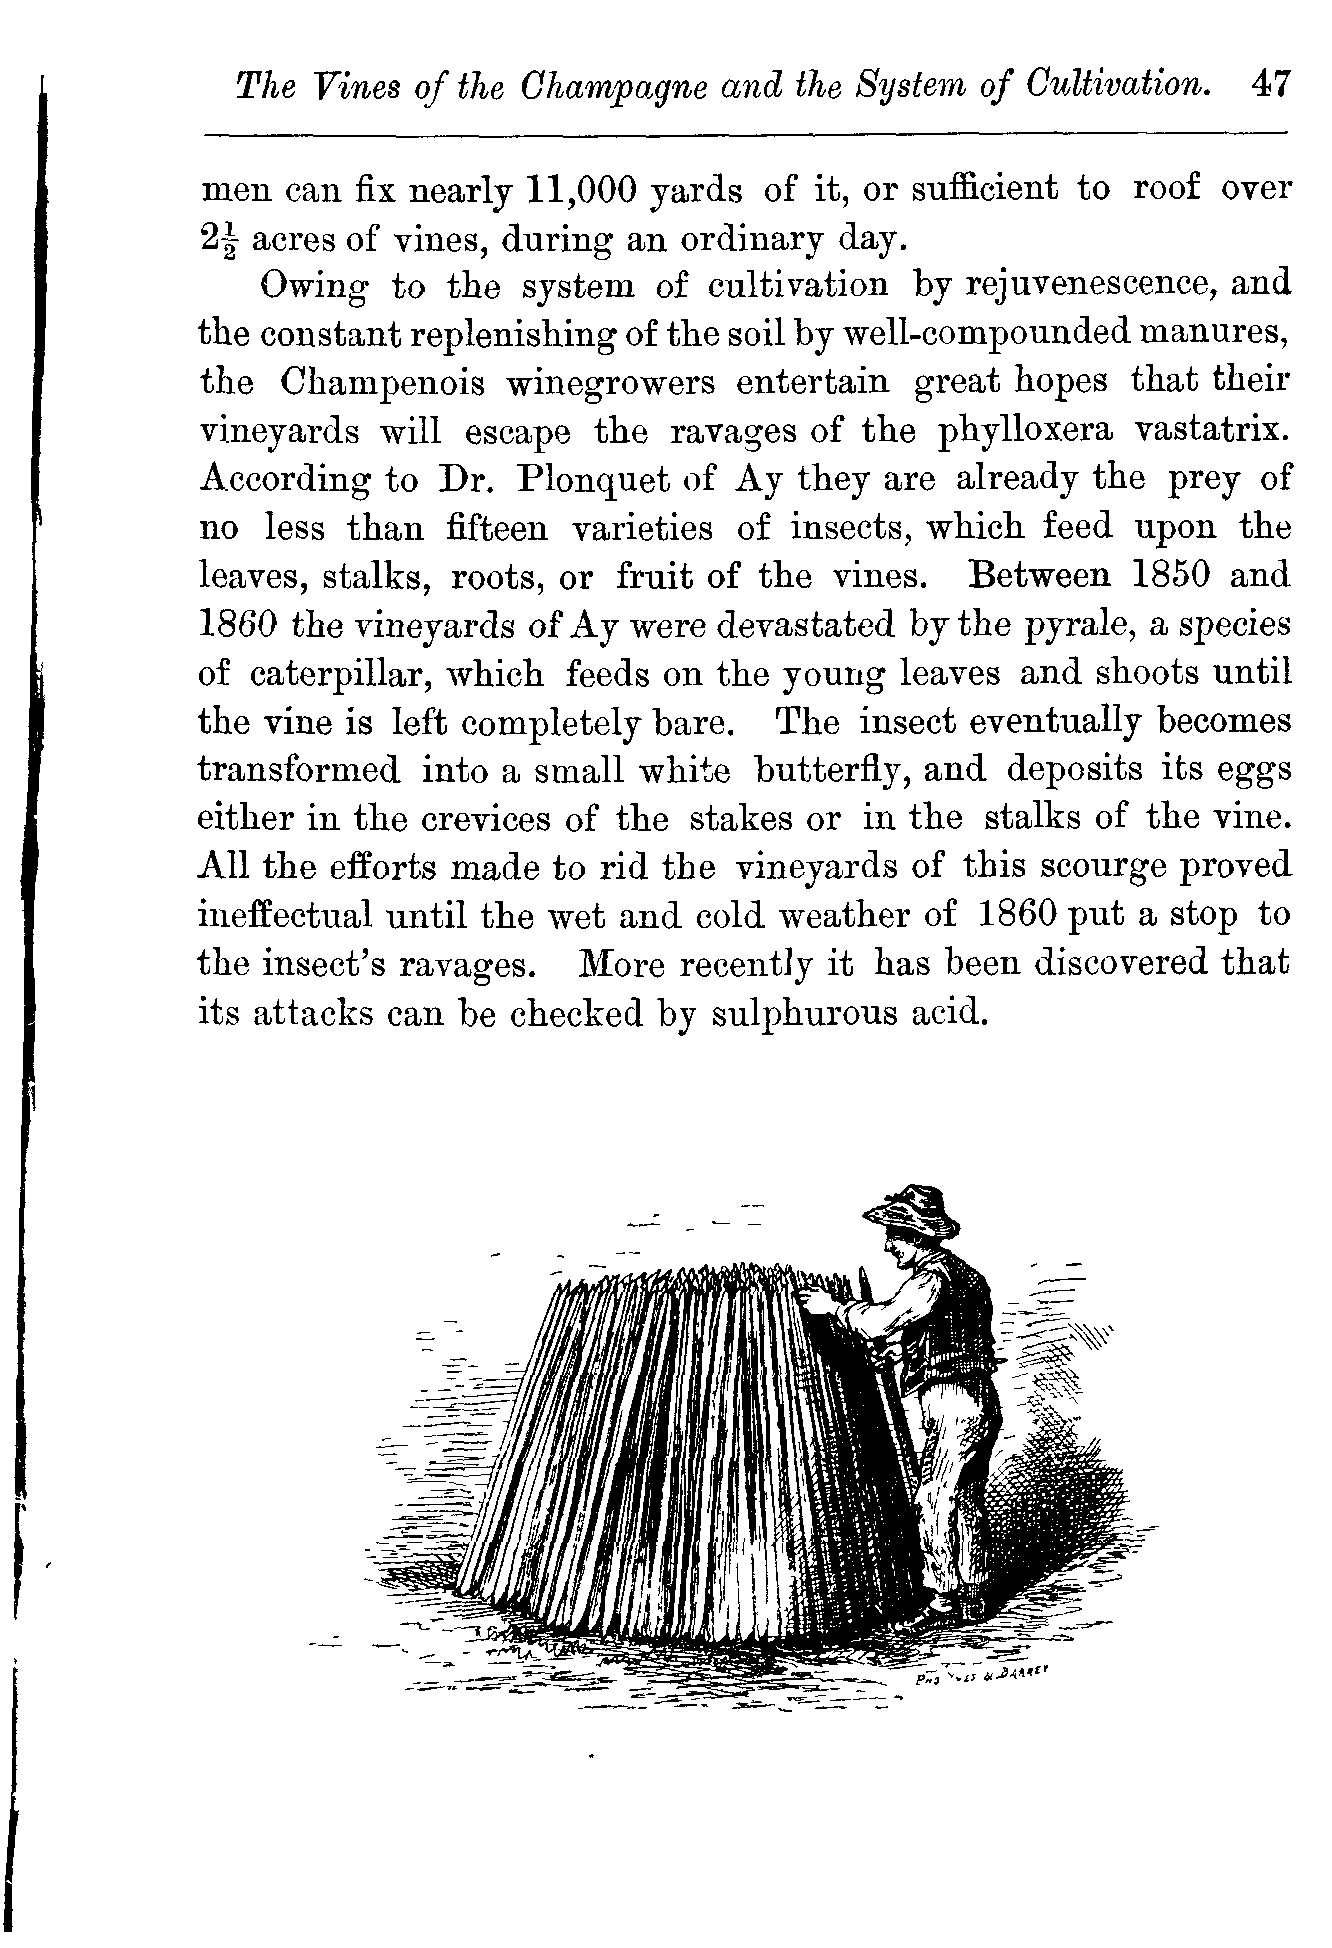 The Vines of the Champagne and the System of Cultivation. 47
men can fix nearly 11,000 yards of it, or sufficient to roof over
2½ acres of vines, during an ordinary day.
Owing to the system of cultivation by rejuvenescence, and
the constant replenishing of the soil by well-compounded manures,
the Champenois winegrowers entertain great hopes that their
vineyards will escape the ravages of the phylloxera vastatrix.
According to Dr. Plonquet of Ay they are already the prey of
no less than fifteen varieties of insects, which feed upon the
leaves, stalks, roots, or fruit of the vines. Between 1850 and
1860 the vineyards of Ay were devastated by the pyrale, a species
of caterpillar, which feeds on the young leaves and shoots until
the vine is left completely bare. The insect eventually becomes
transformed into a small white butterfly, and deposits its eggs
either in the crevices of the stakes or in the stalks of the vine.
All the efforts made to rid the vineyards of this scourge proved
ineffectual until the wet and cold weather of 1860 put a stop to
the insect's ravages. More recently it has been discovered that
its attacks can be checked by sulphurous acid.
& BARRET